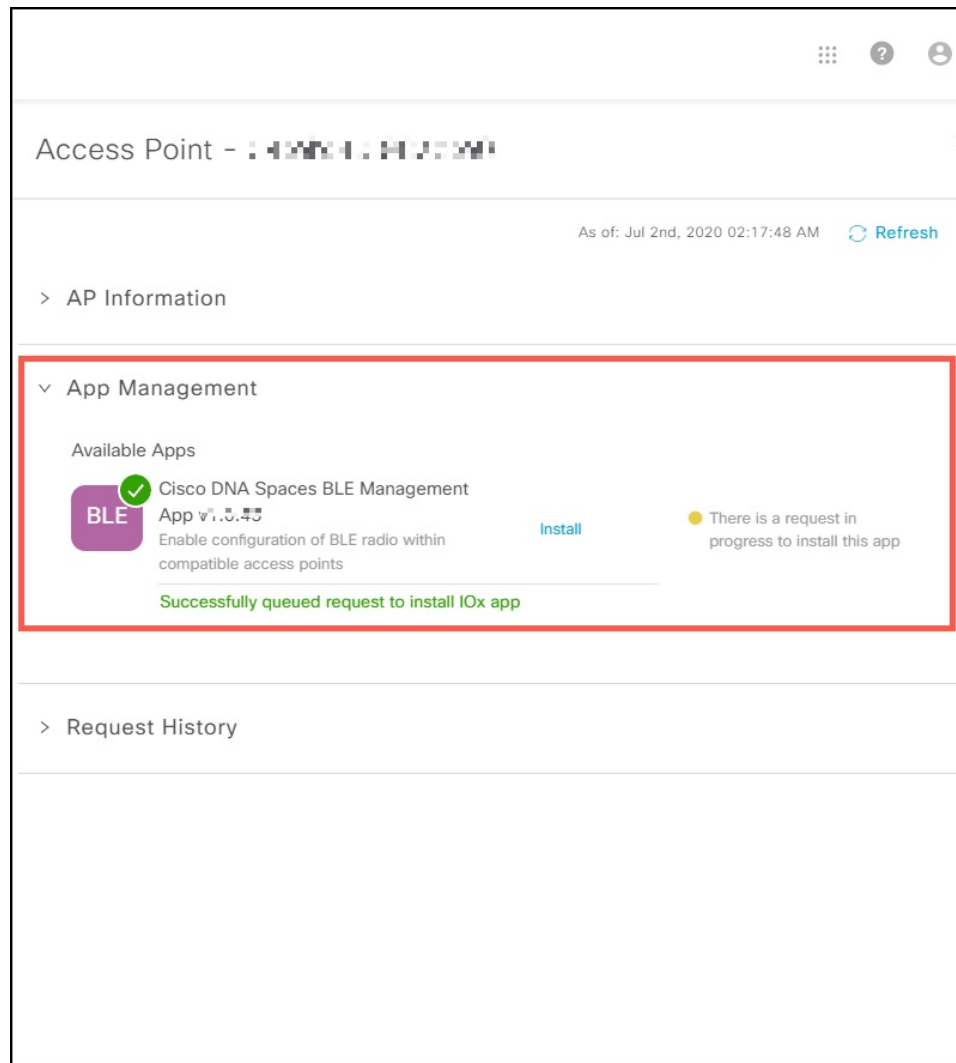 ?
Access Point -
As of: Jul 2nd, 2020 02:17:48 AM Refresh
> AP Information
App Management
Available Apps
BLE
Cisco DNA Spaces BLE Management
App
Enable configuration of BLE radio within
compatible access points
Install
There is a request in
progress to install this app
Successfully queued request to install IOx app
> Request History